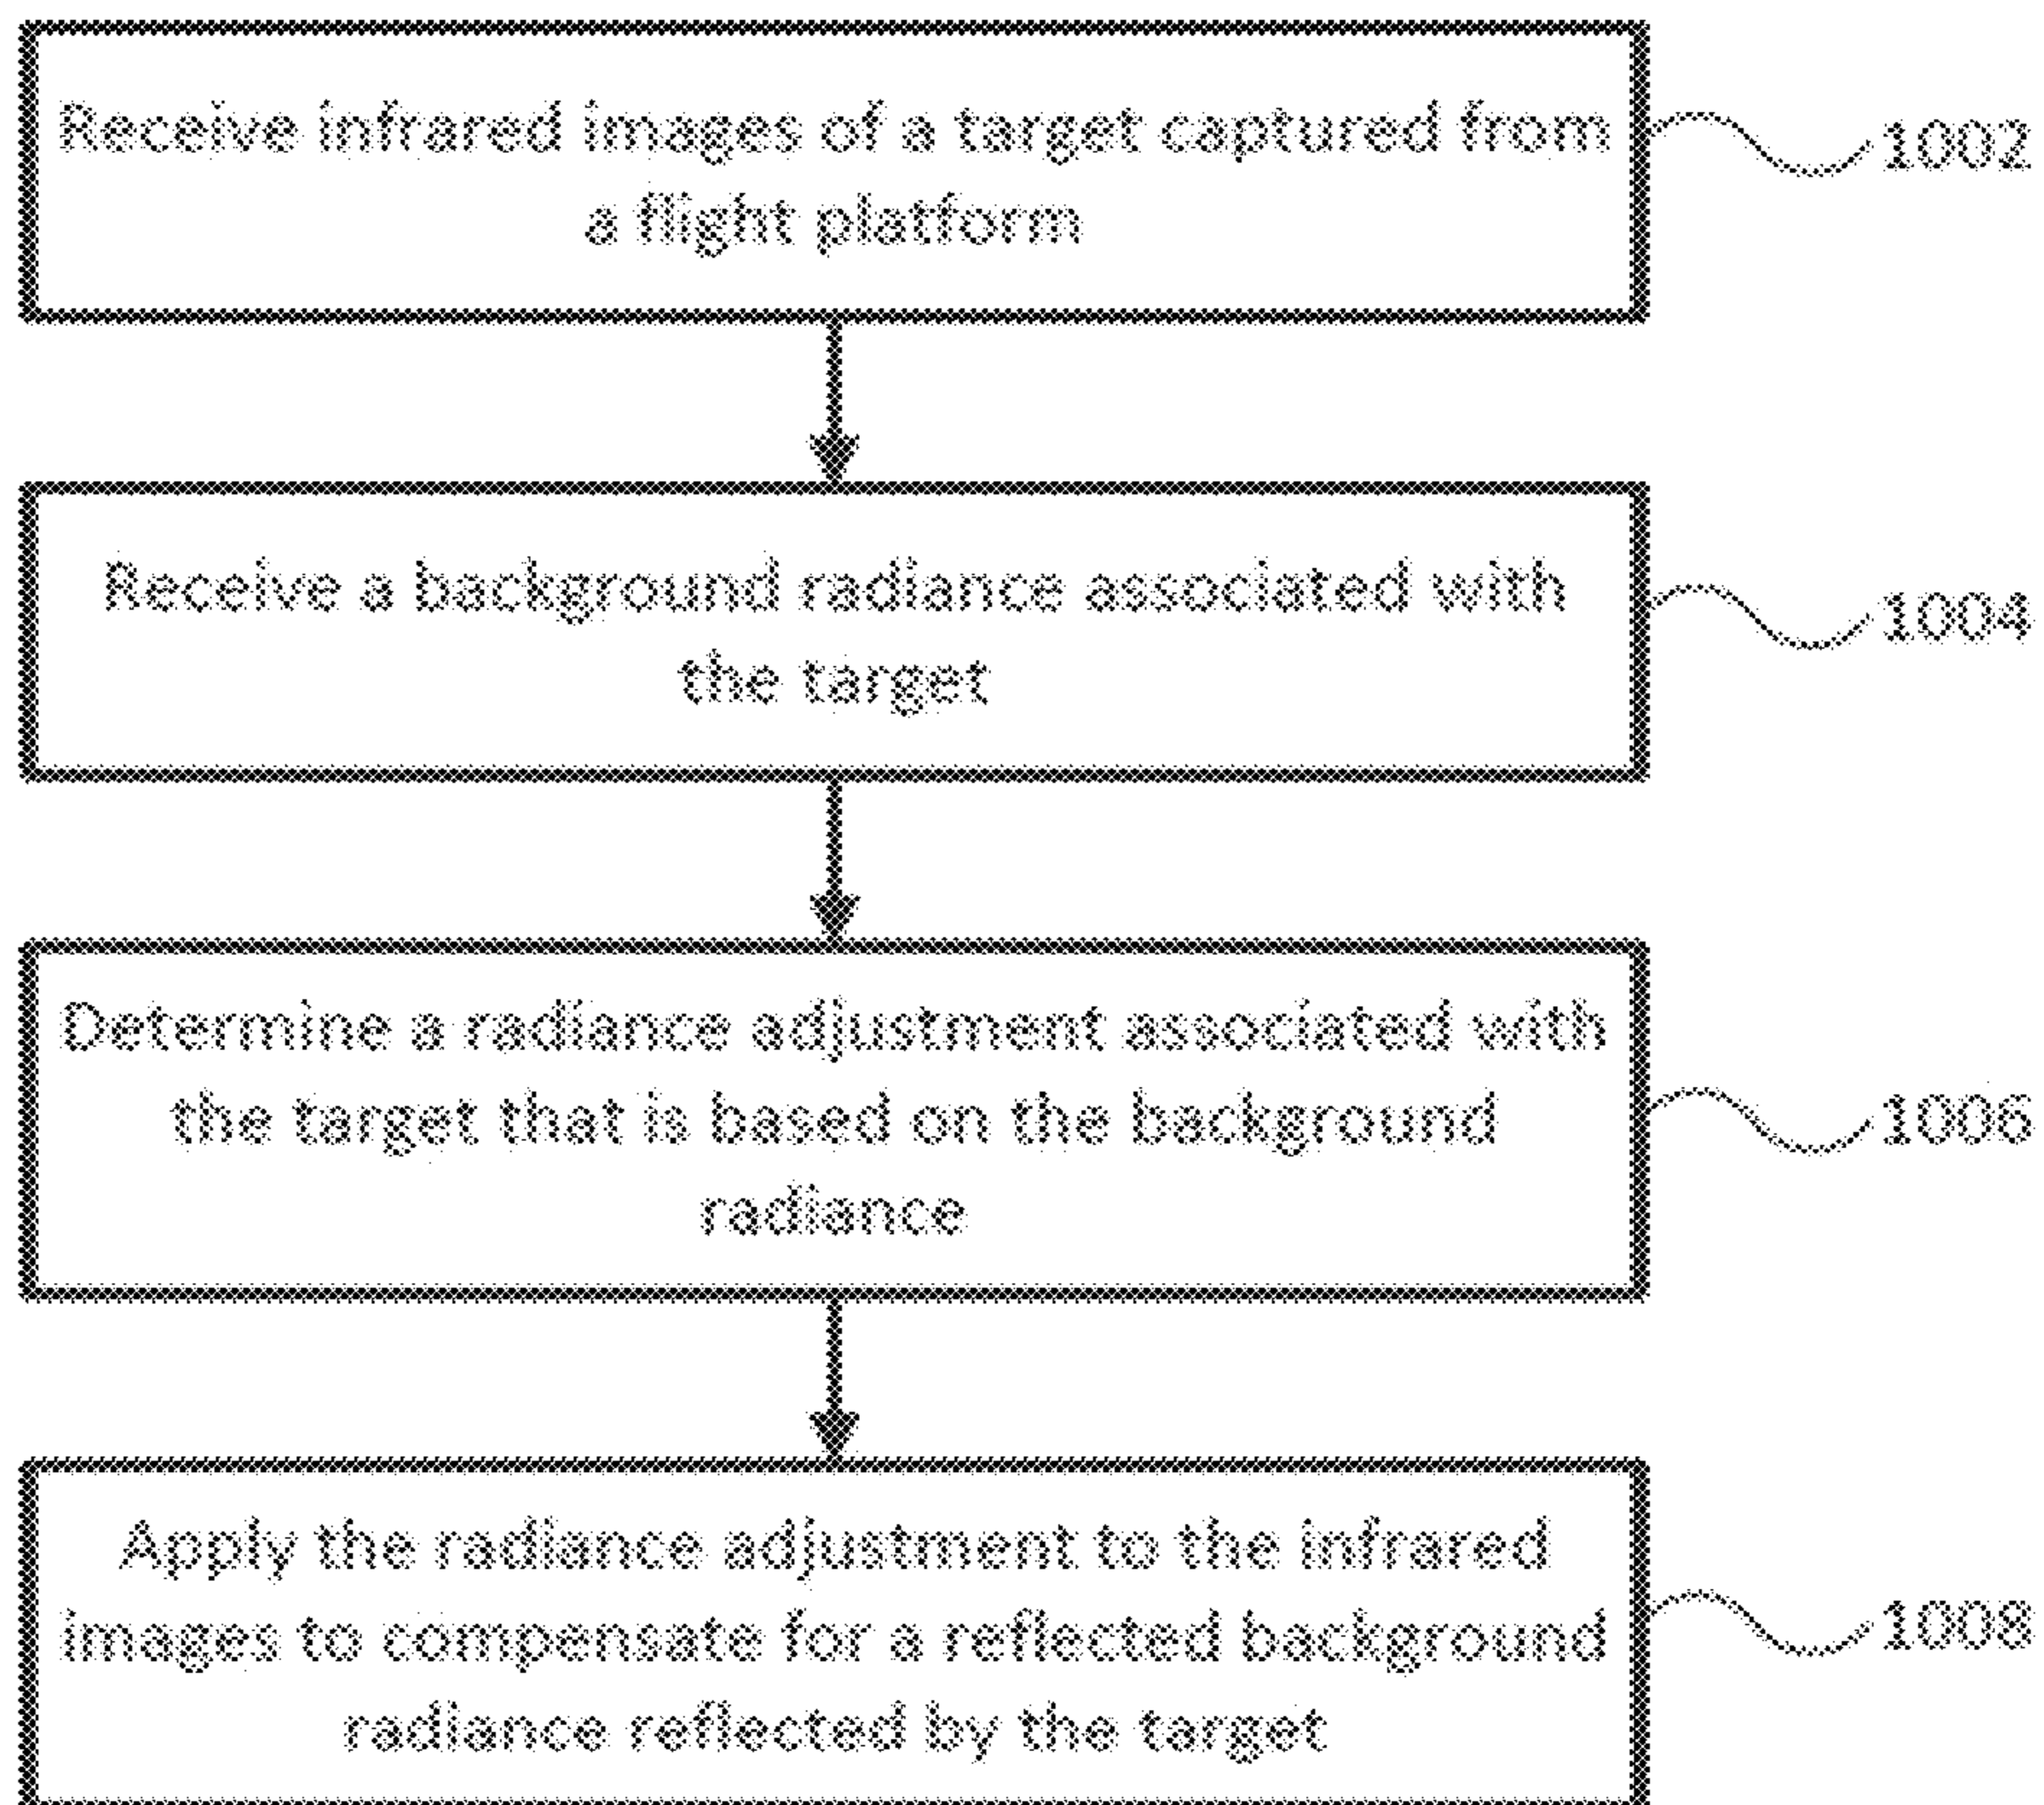 Receive infrared images of a target captured from
a flight platform
1002
Receive a background radiance associated with
the target
1004
Determine a radiance adjustment associated with
the target that is based on the background
radiance
1006
Apply the radiance adjustment to the infrared
images to compensate for a reflected background
radiance reflected by the target
1008